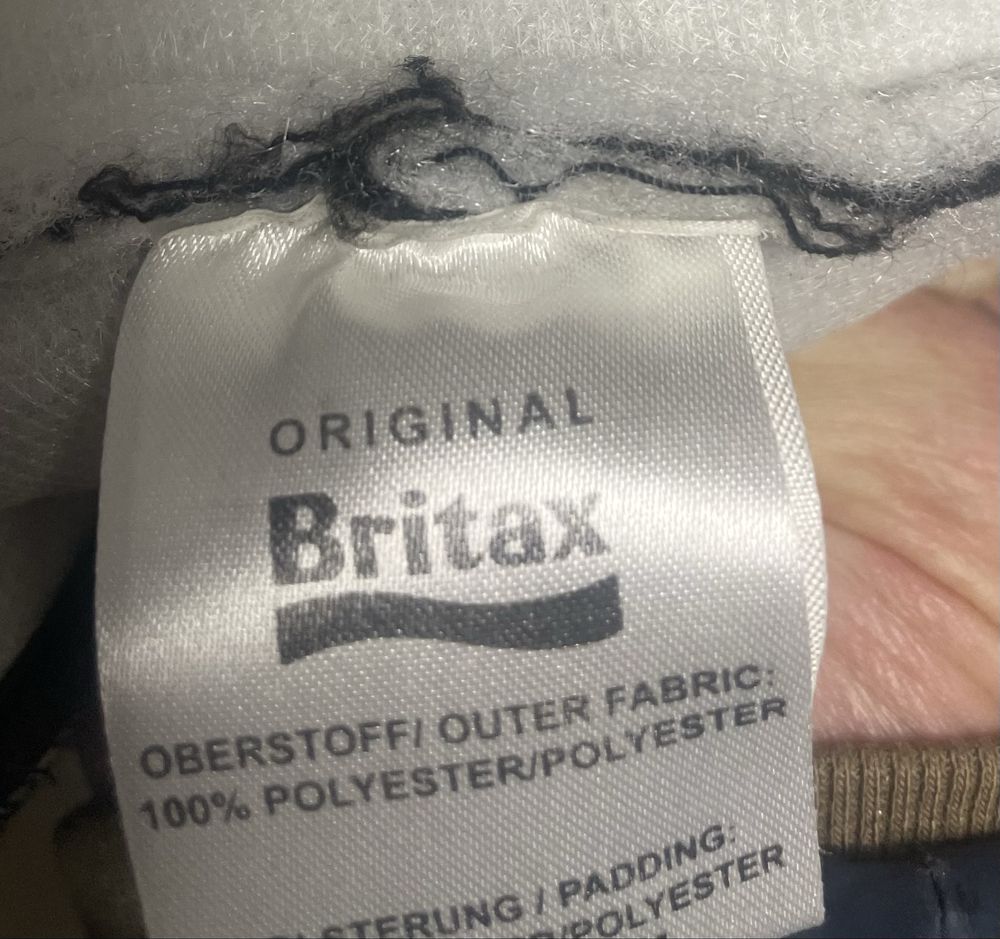 ORIGINAL
Britax
OBERSTOFF/ OUTER FABRIC:
100% POLYESTER/POLYESTER
/ PADDING:
/POLYESTER